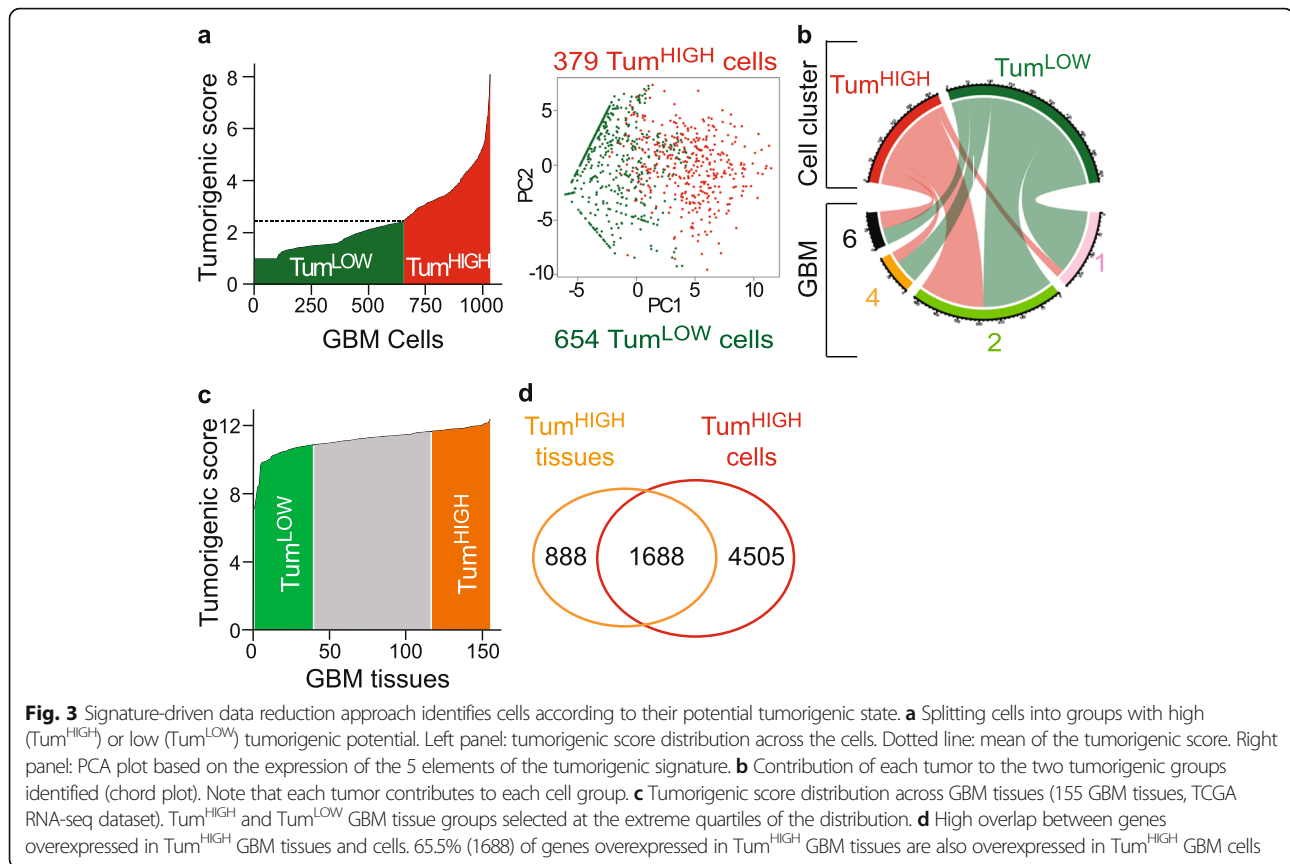 a
Tumorigenic score
8
6
4
2
0
Tum^LOW
Tum^HIGH
0 250 500 750 1000
GBM Cells
379 Tum^HIGH cells
PC2
5
0
-5
-10
-5 0 5 10
PC1
654 Tum^LOW cells
b
Cell cluster
GBM
Tum^HIGH
Tum^LOW
6
4
2
1
c
Tumorigenic score
12
8
4
0
Tum^LOW
Tum^HIGH
0 50 100 150
GBM tissues
d
Tum^HIGH tissues
Tum^HIGH cells
888 1688 4505
Fig. 3 Signature-driven data reduction approach identifies cells according to their potential tumorigenic state. a Splitting cells into groups with high
(Tum^HIGH) or low (Tum^LOW) tumorigenic potential. Left panel: tumorigenic score distribution across the cells. Dotted line: mean of the tumorigenic score. Right
panel: PCA plot based on the expression of the 5 elements of the tumorigenic signature. b Contribution of each tumor to the two tumorigenic groups
identified (chord plot). Note that each tumor contributes to each cell group. c Tumorigenic score distribution across GBM tissues (155 GBM tissues, TCGA
RNA-seq dataset). Tum^HIGH and Tum^LOW GBM tissue groups selected at the extreme quartiles of the distribution. d High overlap between genes
overexpressed in Tum^HIGH GBM tissues and cells. 65.5% (1688) of genes overexpressed in Tum^HIGH GBM tissues are also overexpressed in Tum^HIGH GBM cells